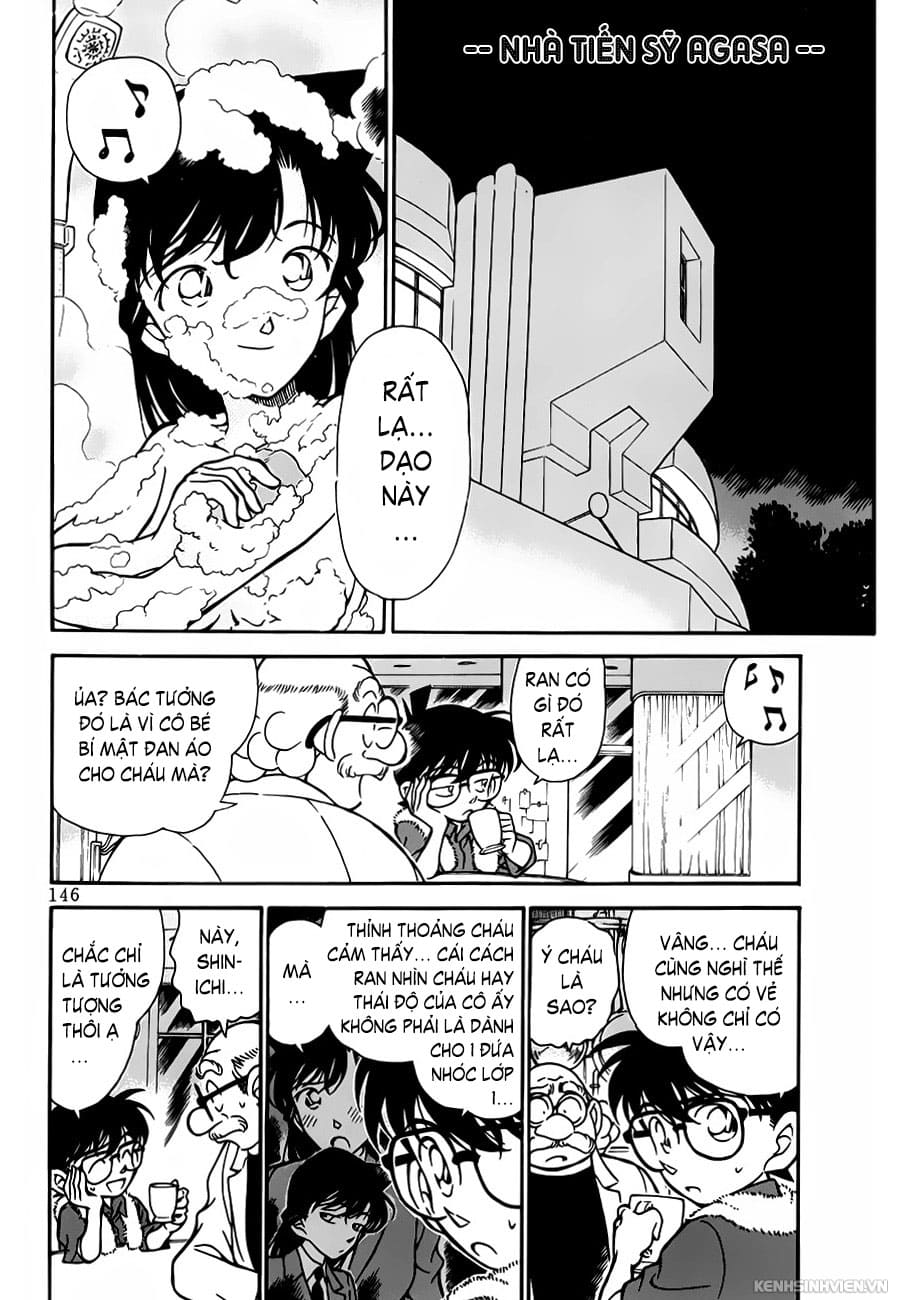 -- NHÀ TIẾN SỸ AGASA --
RẤT
LẠ...
DẠO
NÀY
...
RAN CÓ
GÌ ĐÓ
RẤT
LẠ...
ỦA? BÁC TƯỞNG
ĐÓ LÀ VÌ CÔ BÉ
BÍ MẬT ĐAN ÁO
CHO CHÁU MÀ?
146
VÂNG... CHÁU
CŨNG NGHĨ THẾ
NHƯNG CÓ VẺ
KHÔNG CHỈ CÓ
VẬY...
Ý CHÁU
LÀ
SAO?
THỈNH THOẢNG CHÁU
CẢM THẤY... CÁI CÁCH
RAN NHÌN CHÁU HAY
THÁI ĐỘ CỦA CÔ ẤY
KHÔNG PHẢI LÀ DÀNH
CHO 1 ĐỨA
NHÓC LỚP
1...
MÀ
...
NÀY,
SHIN-
ICHI...
CHẮC CHỈ
LÀ TƯỞNG
TƯỢNG
THÔI Ạ
...
KENHSINHVIEN.VN